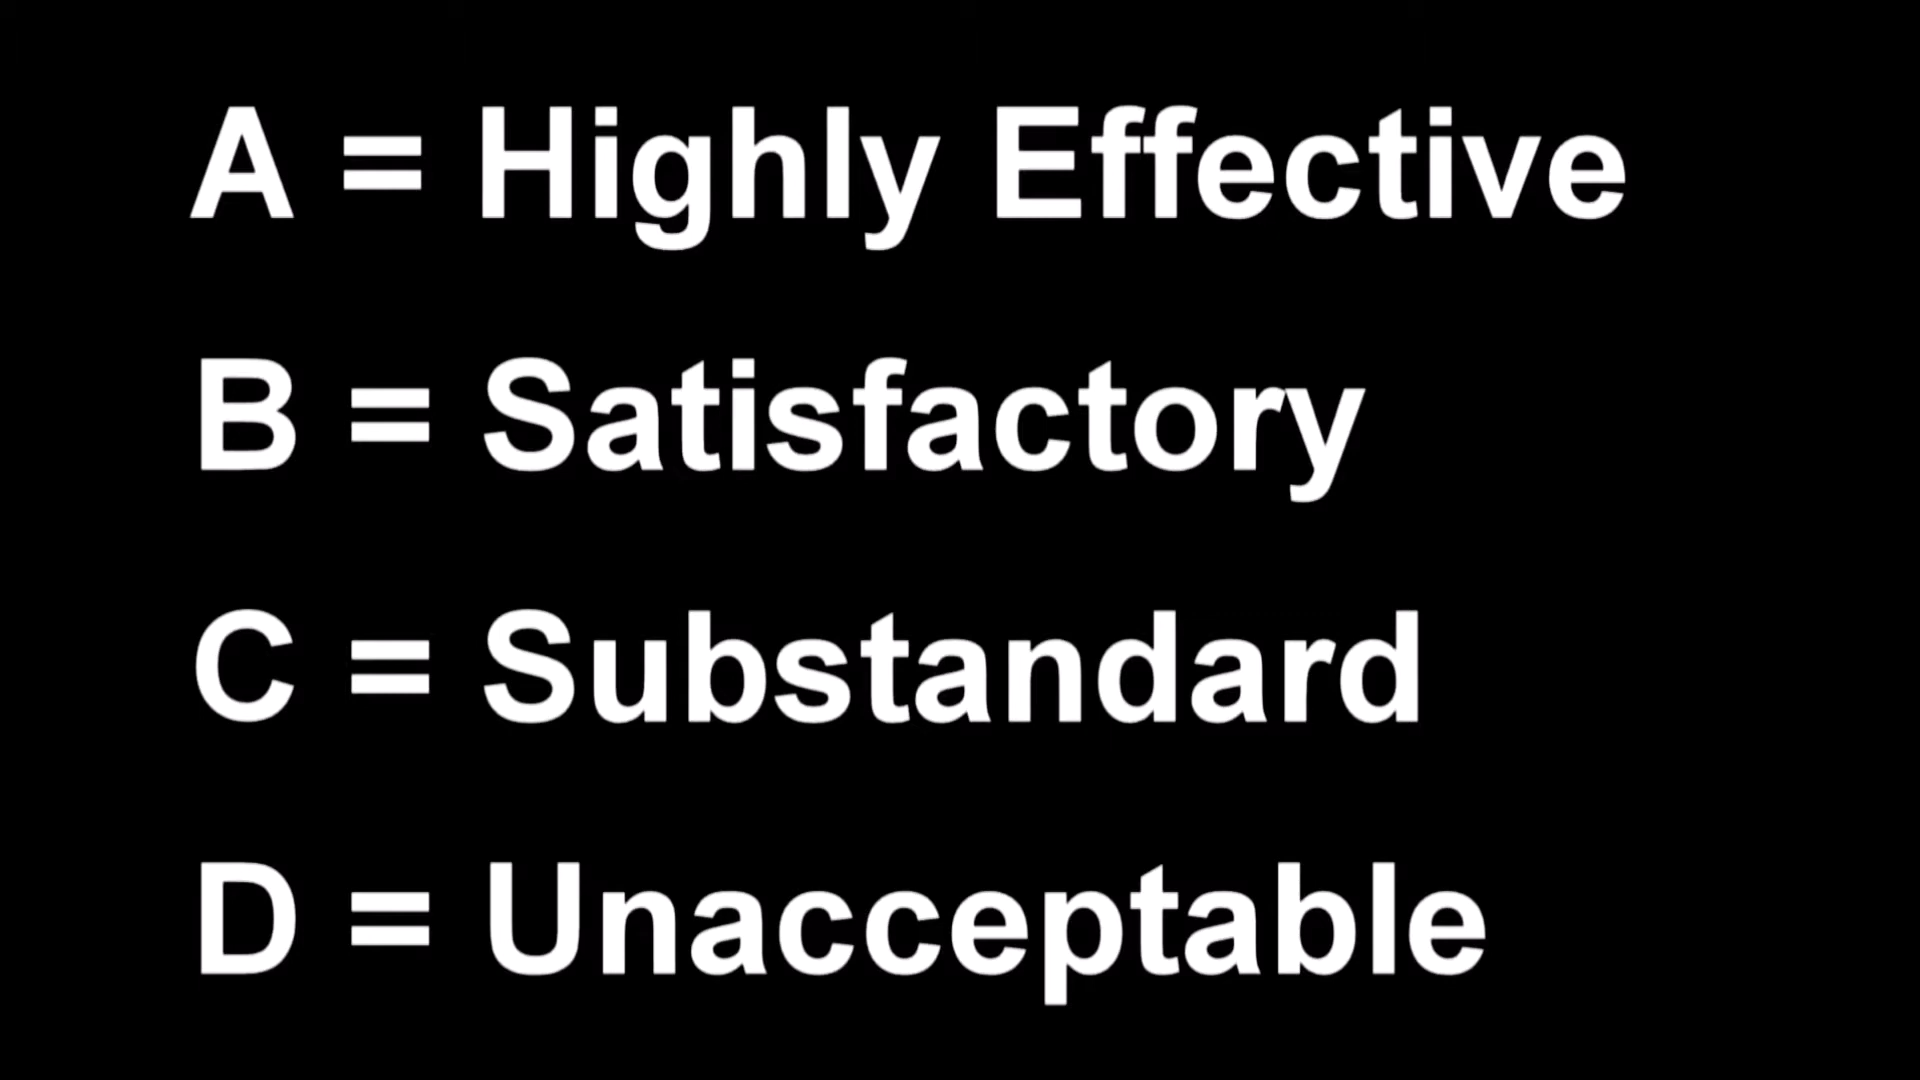 A = Highly Effective
B = Satisfactory
C = Substandard
D = Unacceptable